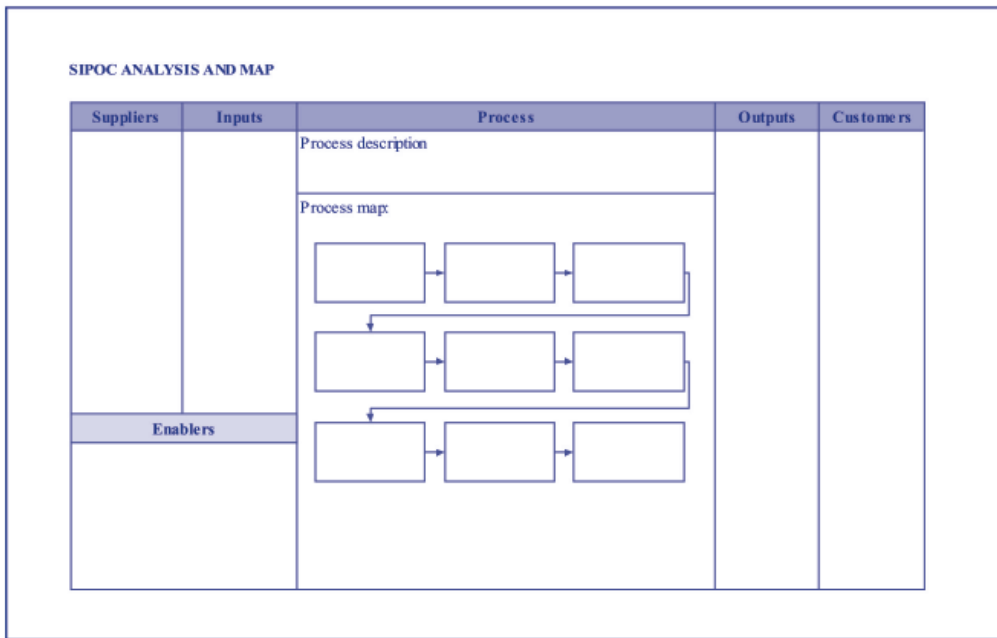 SIPOC ANALYSIS AND MAP
Suppliers Inputs Process Outputs Customers
Process description
Process map:
Enablers